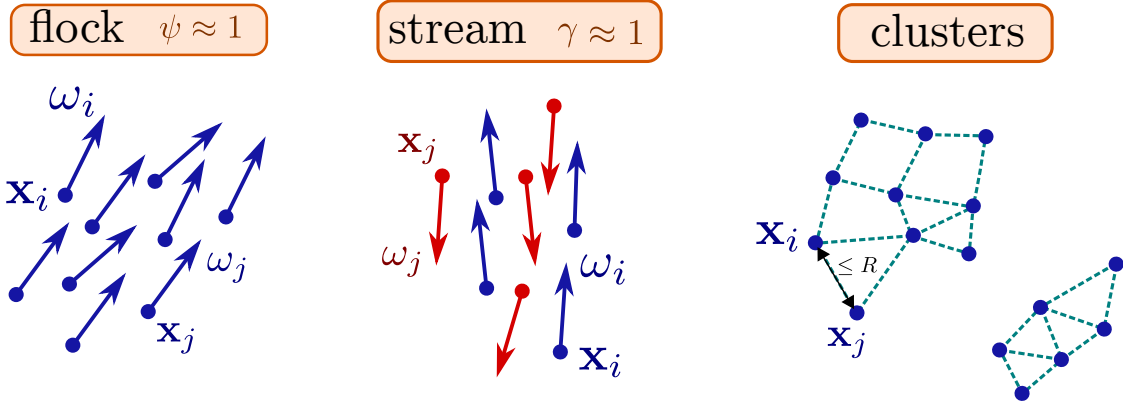 flock ψ ≈ 1
stream γ ≈ 1
clusters
ω_i
x_i
ω_j
x_j
x_j
ω_j
ω_i
x_i
x_i
≤ R
x_j